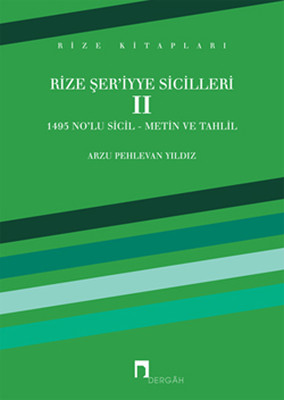 RİZE KİTAPLARI
RİZE ŞER'İYYE SİCİLLERİ
II
1495 NO'LU SİCİL - METİN VE TAHLİL
ARZU PEHLEVAN YILDIZ
DERGÂH